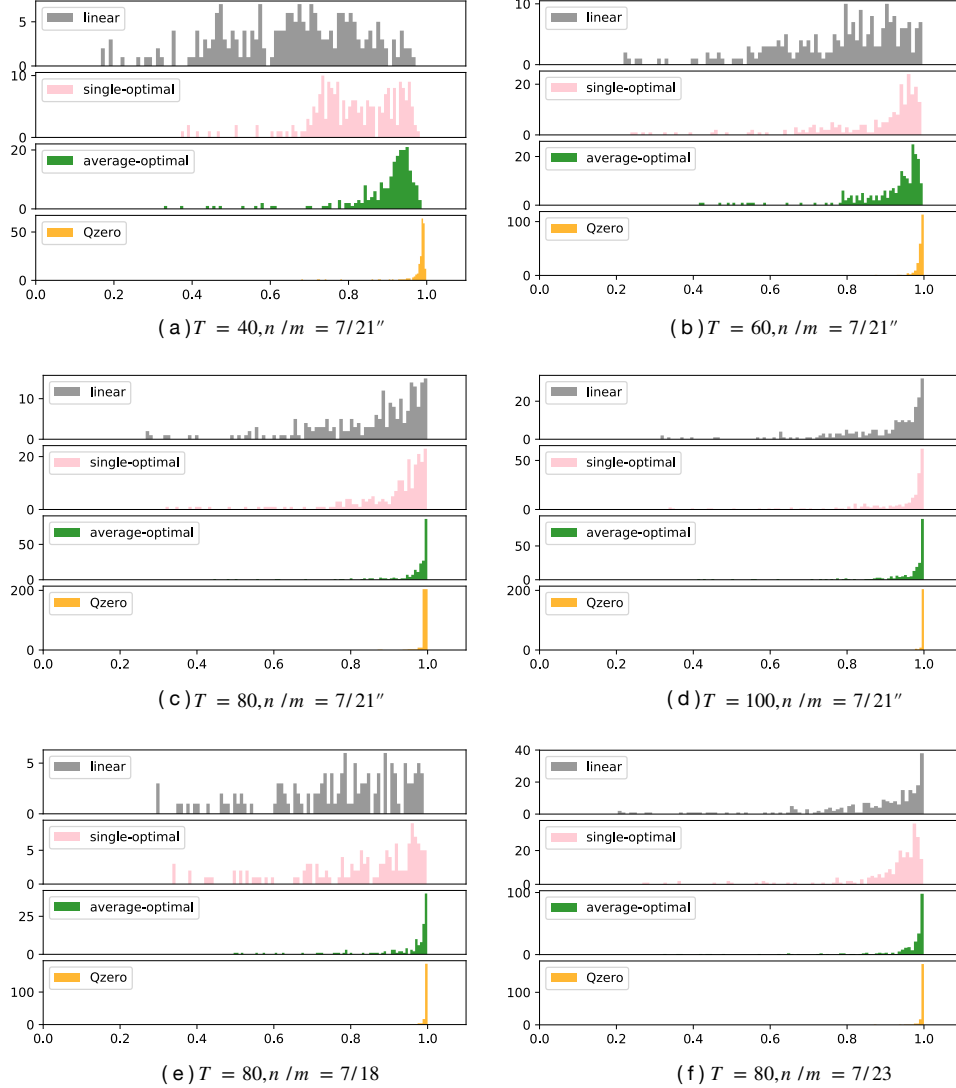 5
0
linear
10
5
0
single-optimal
20
0
average-optimal
50
0
Qzero
0.0 0.2 0.4 0.6 0.8 1.0
( a ) T = 40, n / m = 7/21″
10
5
0
linear
20
0
single-optimal
20
0
average-optimal
100
50
0
Qzero
0.0 0.2 0.4 0.6 0.8 1.0
( b ) T = 60, n / m = 7/21″
10
0
linear
20
0
single-optimal
50
0
average-optimal
200
100
0
Qzero
0.0 0.2 0.4 0.6 0.8 1.0
( c ) T = 80, n / m = 7/21″
20
0
linear
50
25
0
single-optimal
50
0
average-optimal
200
100
0
Qzero
0.0 0.2 0.4 0.6 0.8 1.0
( d ) T = 100, n / m = 7/21″
5
0
linear
5
0
single-optimal
25
0
average-optimal
100
0
Qzero
0.0 0.2 0.4 0.6 0.8 1.0
( e ) T = 80, n / m = 7/18
40
20
0
linear
20
0
single-optimal
100
50
0
average-optimal
100
0
Qzero
0.0 0.2 0.4 0.6 0.8 1.0
( f ) T = 80, n / m = 7/23